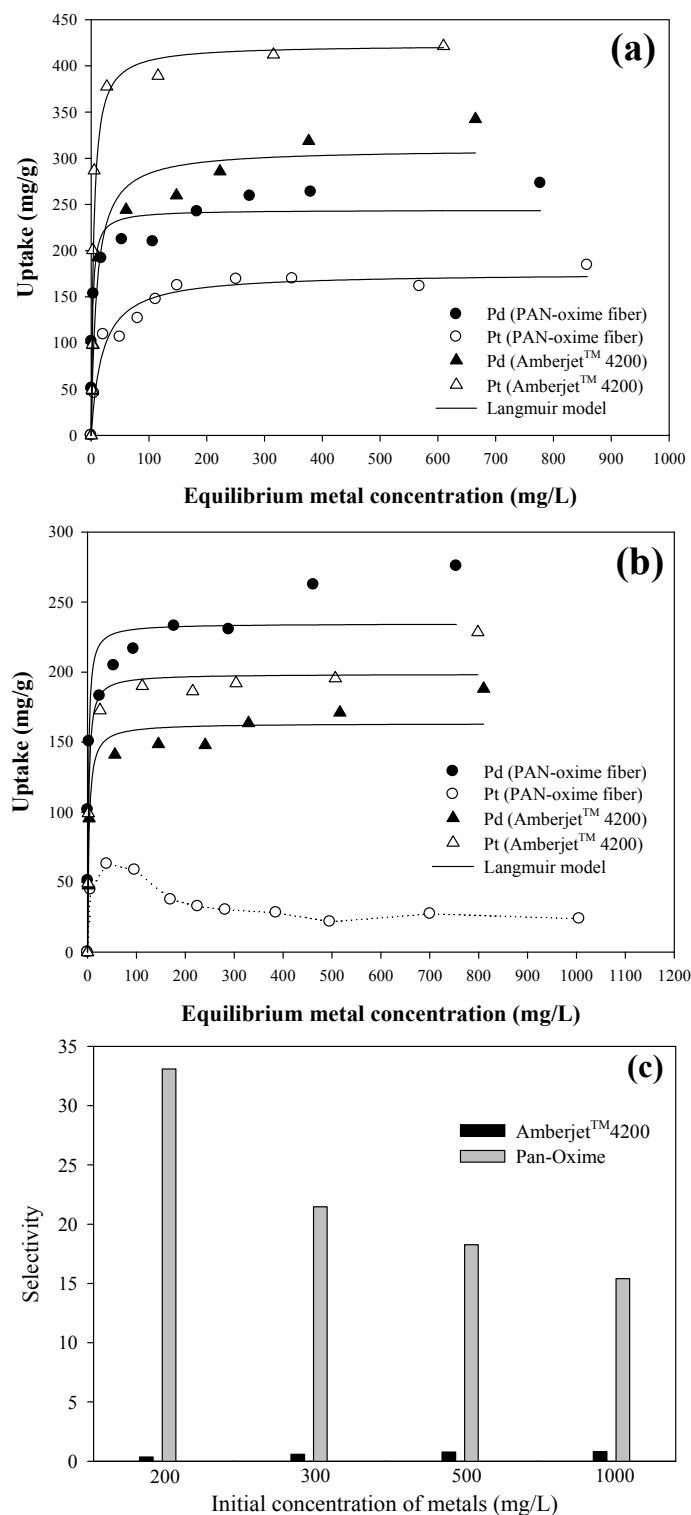 (a)
450
400
350
300
250
200
150
100
50
0
Uptake (mg/g)
Pd (PAN-oxime fiber)
Pt (PAN-oxime fiber)
Pd (Amberjet™ 4200)
Pt (Amberjet™ 4200)
Langmuir model
0 100 200 300 400 500 600 700 800 900 1000
Equilibrium metal concentration (mg/L)
(b)
300
250
200
150
100
50
0
Uptake (mg/g)
Pd (PAN-oxime fiber)
Pt (PAN-oxime fiber)
Pd (Amberjet™ 4200)
Pt (Amberjet™ 4200)
Langmuir model
0 100 200 300 400 500 600 700 800 900 1000 1100 1200
Equilibrium metal concentration (mg/L)
(c)
35
30
25
20
15
10
5
0
Selectivity
Amberjet™4200
Pan-Oxime
200 300 500 1000
Initial concentration of metals (mg/L)